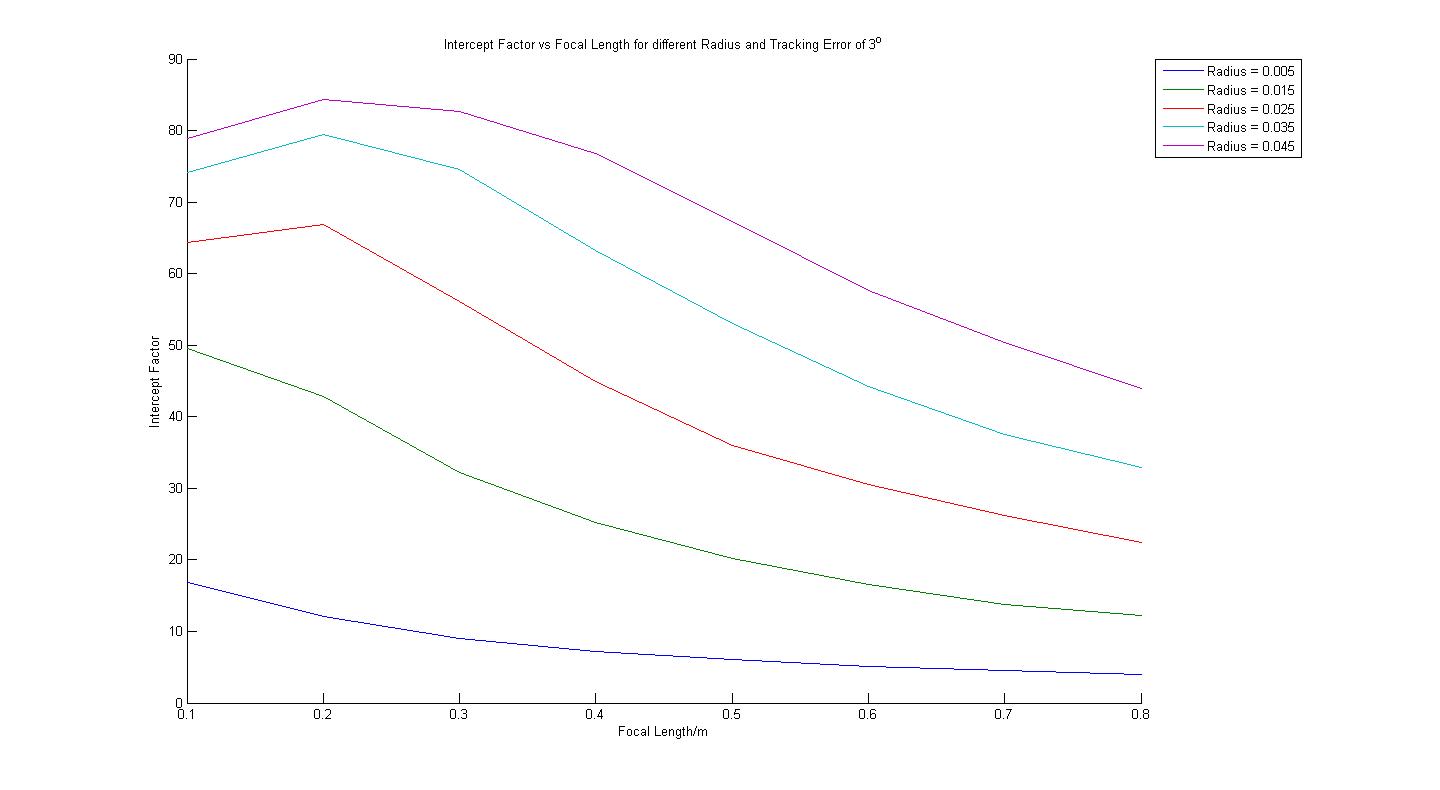 Intercept Factor vs Focal Length for different Radius and Tracking Error of 3º
90
80
70
60
50
40
30
20
10
0
Intercept Factor
0.1 0.2 0.3 0.4 0.5 0.6 0.7 0.8
Focal Length/m
Radius = 0.005
Radius = 0.015
Radius = 0.025
Radius = 0.035
Radius = 0.045